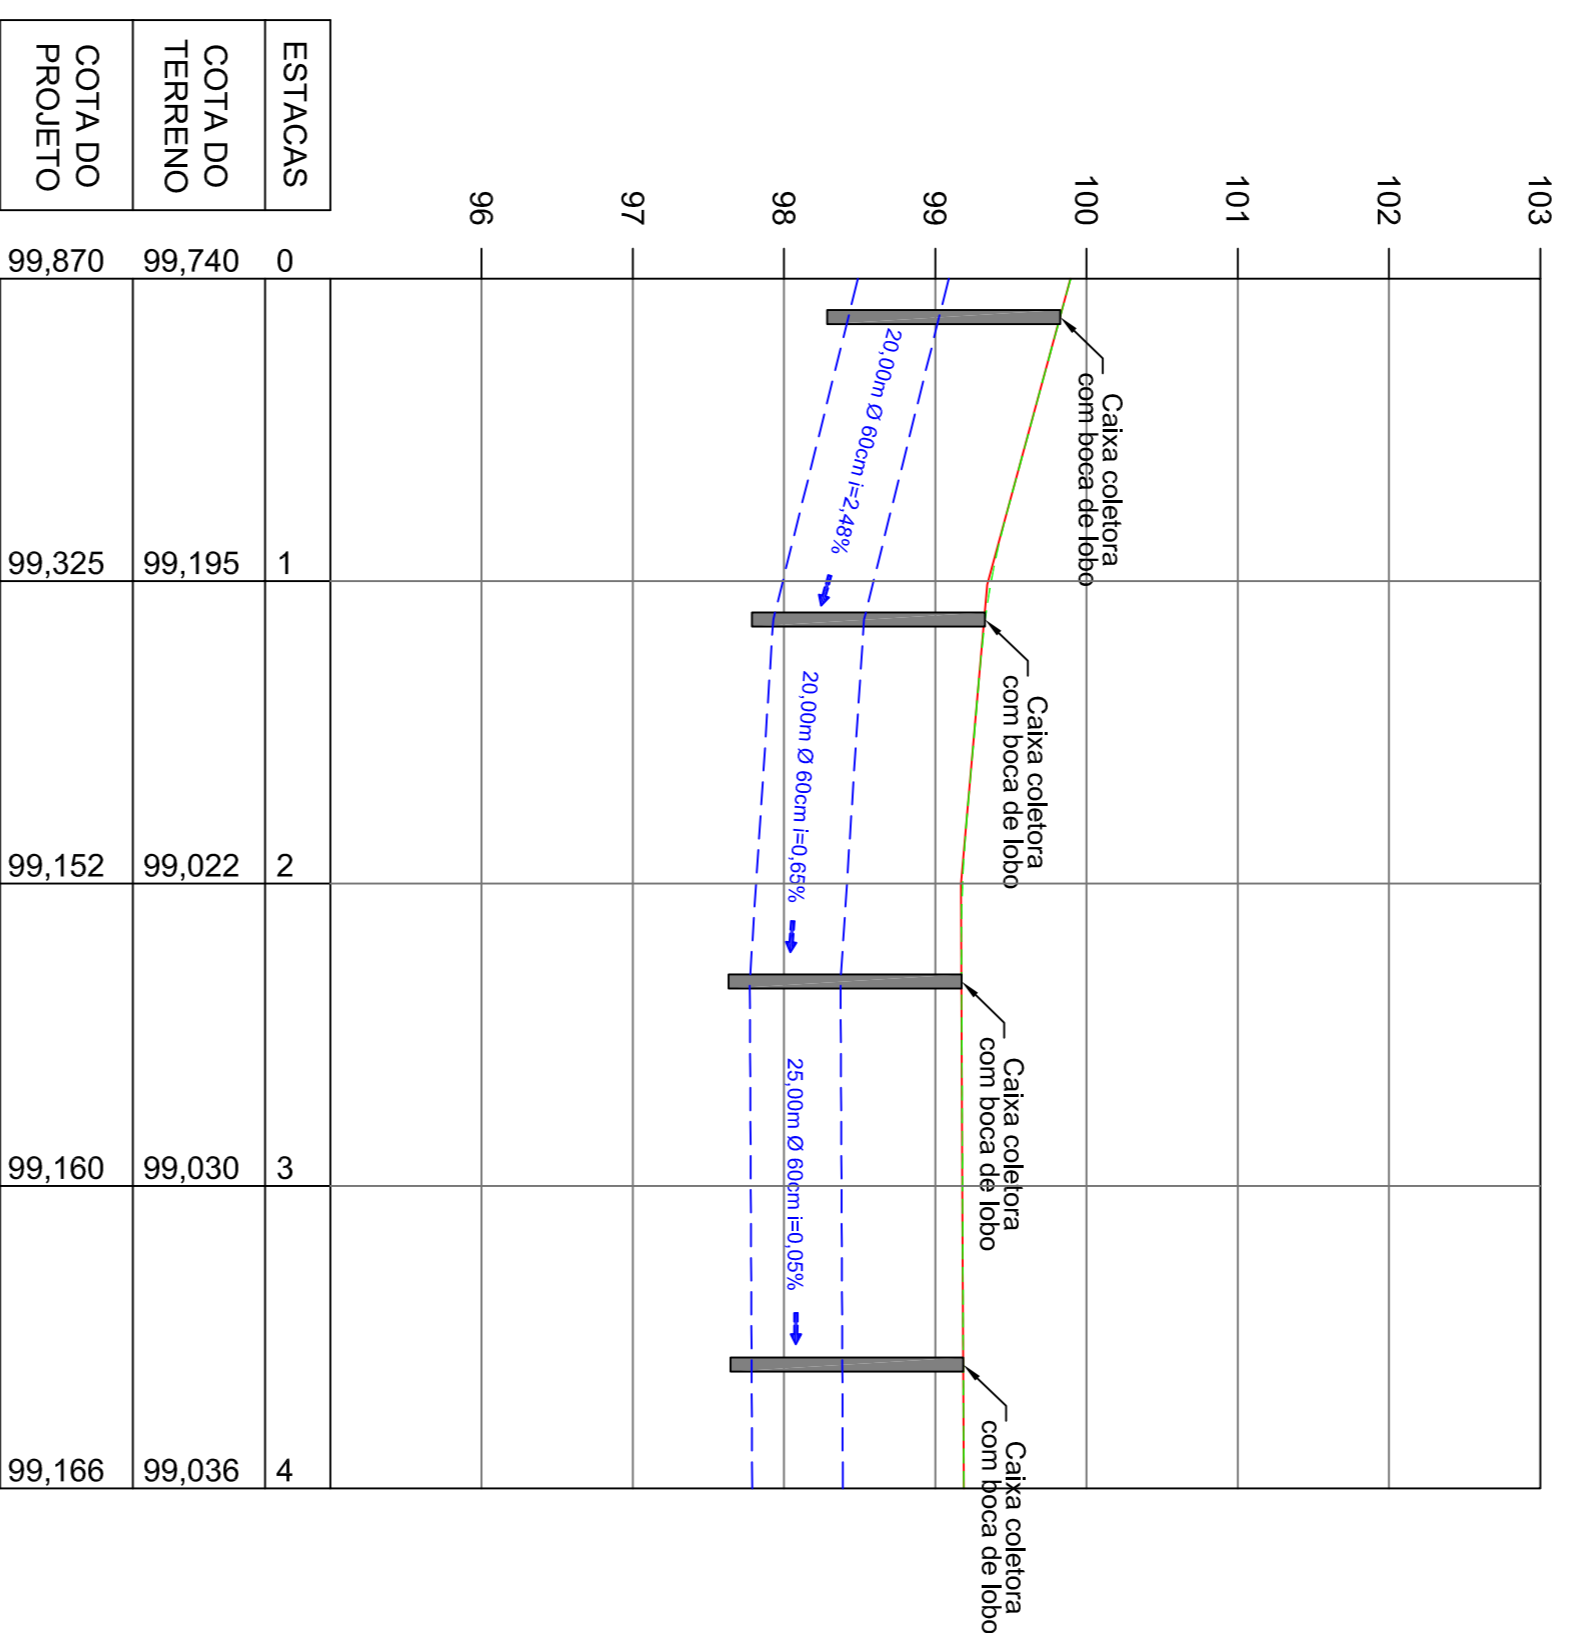 103
102
101
100
99
98
97
96
Caixa coletora
com boca de lobo
Caixa coletora
com boca de lobo
Caixa coletora
com boca de lobo
Caixa coletora
com boca de lobo
20,00m Ø 60cm i=2,48%
20,00m Ø 60cm i=0,65%
25,00m Ø 60cm i=0,05%
ESTACAS
0
1
2
3
4
COTA DO
TERRENO
99,740
99,195
99,022
99,030
99,036
COTA DO
PROJETO
99,870
99,325
99,152
99,160
99,166